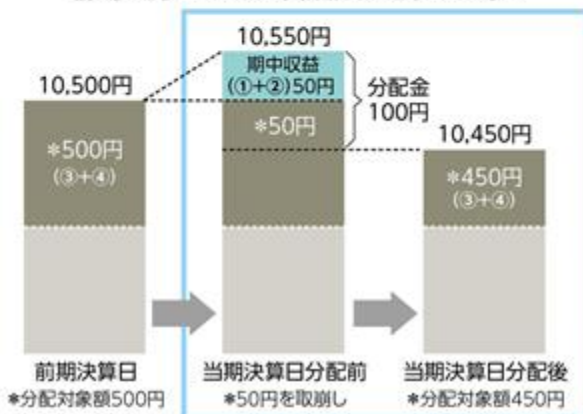 10,550円
期中収益
(①+②)50円
分配金
100円
10,500円
*500円
(③+④)
*50円
10,450円
*450円
(③+④)
前期決算日
*分配対象額500円
当期決算日分配前
*50円を取崩し
当期決算日分配後
*分配対象額450円